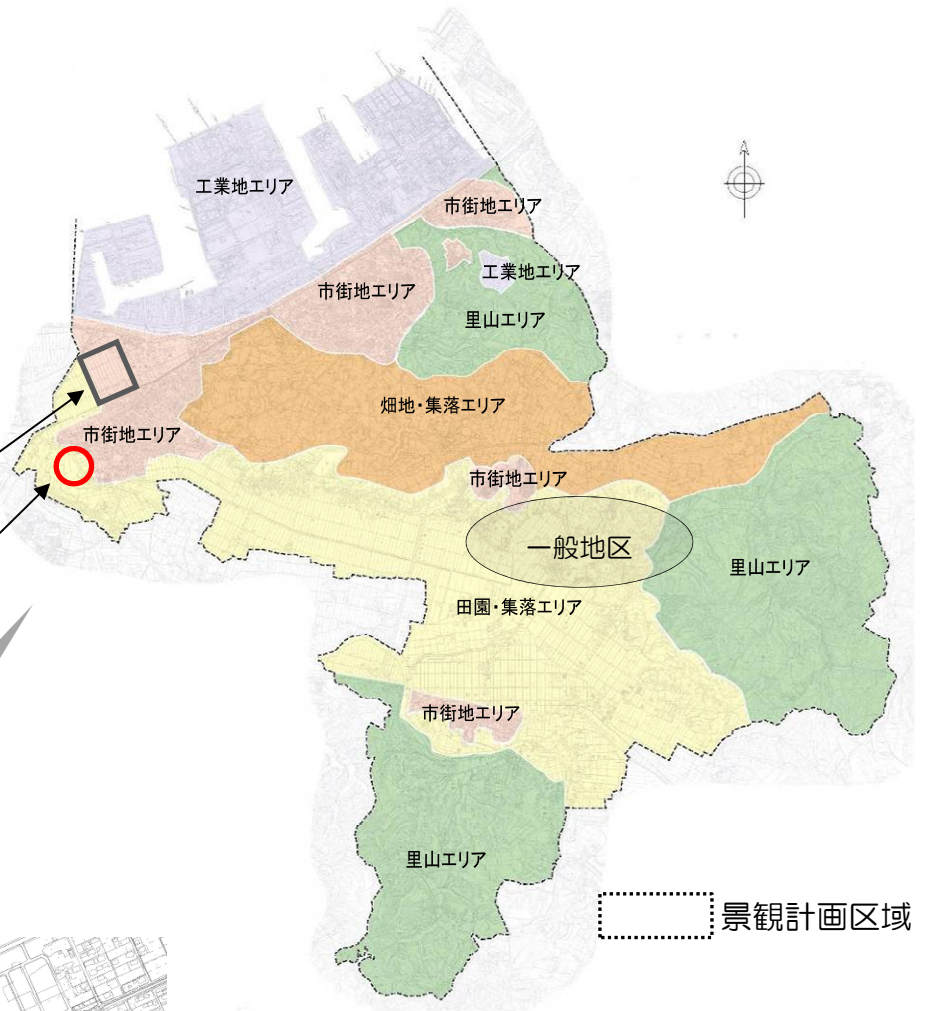 工業地エリア
市街地エリア
工業地エリア
市街地エリア
里山エリア
畑地・集落エリア
市街地エリア
市街地エリア
一般地区
里山エリア
田園・集落エリア
市街地エリア
里山エリア
景観計画区域